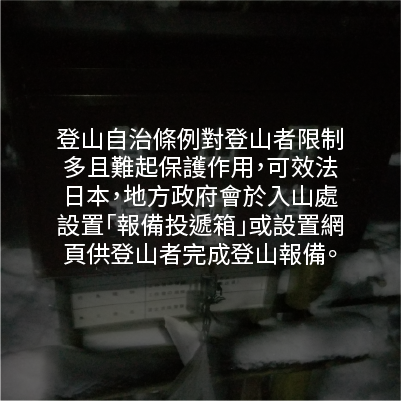 登山自治條例對登山者限制
多且難起保護作用，可效法
日本，地方政府會於入山處
設置「報備投遞箱」或設置網
頁供登山者完成登山報備。